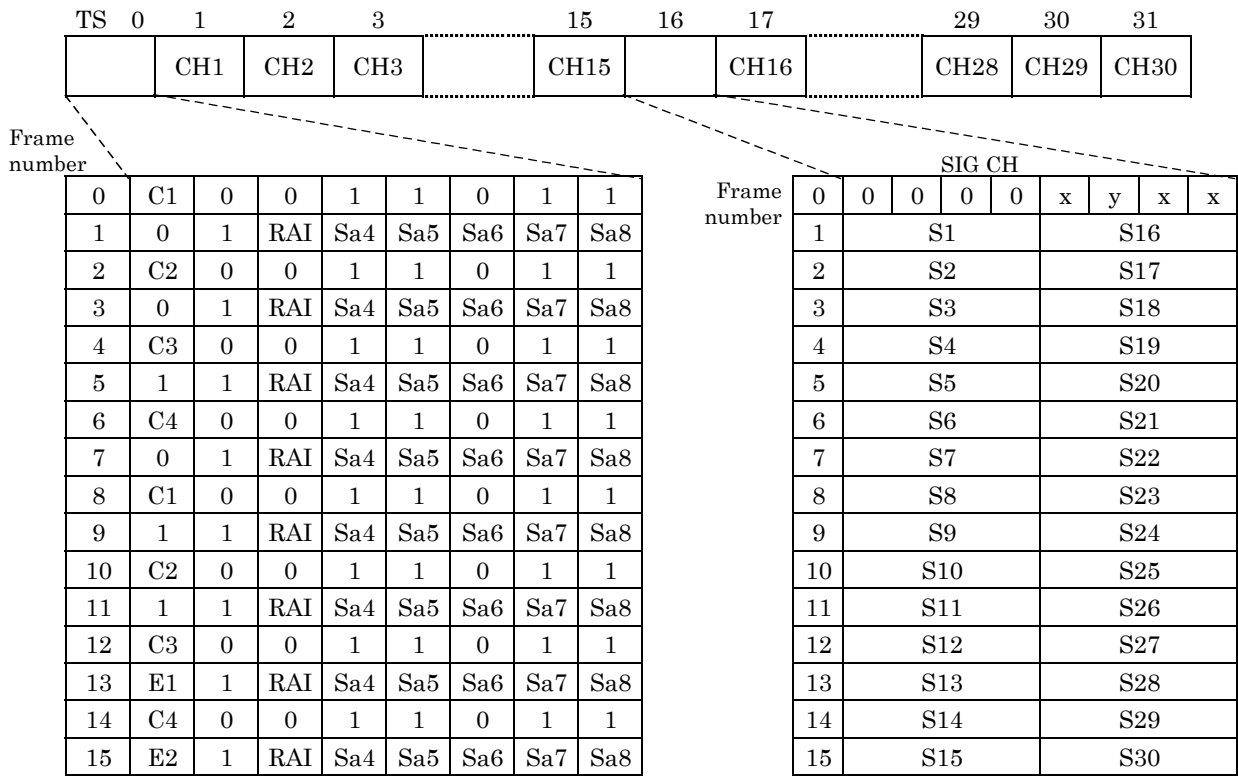 TS 0 1 2 3 15 16 17 29 30 31
CH1 CH2 CH3 CH15 CH16 CH28 CH29 CH30
Frame
number
0 C1 0 0 1 1 0 1 1
1 0 1 RAI Sa4 Sa5 Sa6 Sa7 Sa8
2 C2 0 0 1 1 0 1 1
3 0 1 RAI Sa4 Sa5 Sa6 Sa7 Sa8
4 C3 0 0 1 1 0 1 1
5 1 1 RAI Sa4 Sa5 Sa6 Sa7 Sa8
6 C4 0 0 1 1 0 1 1
7 0 1 RAI Sa4 Sa5 Sa6 Sa7 Sa8
8 C1 0 0 1 1 0 1 1
9 1 1 RAI Sa4 Sa5 Sa6 Sa7 Sa8
10 C2 0 0 1 1 0 1 1
11 1 1 RAI Sa4 Sa5 Sa6 Sa7 Sa8
12 C3 0 0 1 1 0 1 1
13 E1 1 RAI Sa4 Sa5 Sa6 Sa7 Sa8
14 C4 0 0 1 1 0 1 1
15 E2 1 RAI Sa4 Sa5 Sa6 Sa7 Sa8
SIG CH
Frame
number
0 0 0 0 0 x y x x
1 S1 S16
2 S2 S17
3 S3 S18
4 S4 S19
5 S5 S20
6 S6 S21
7 S7 S22
8 S8 S23
9 S9 S24
10 S10 S25
11 S11 S26
12 S12 S27
13 S13 S28
14 S14 S29
15 S15 S30